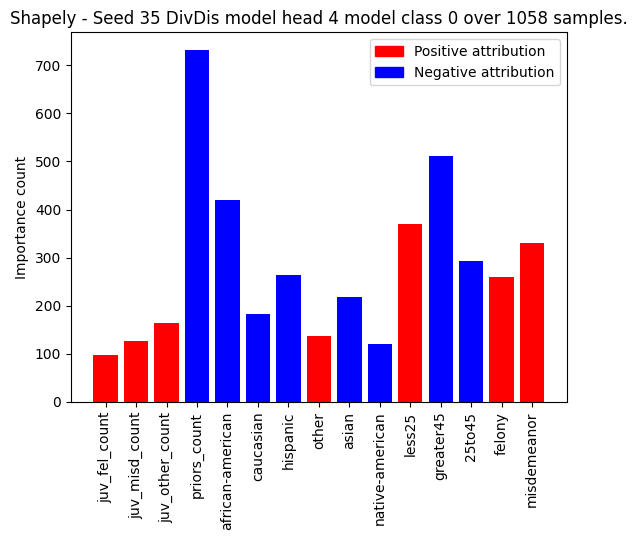 Shapely - Seed 35 DivDis model head 4 model class 0 over 1058 samples.
Positive attribution
Negative attribution
Importance count
700
600
500
400
300
200
100
0
juv_fel_count
juv_misd_count
juv_other_count
priors_count
african-american
caucasian
hispanic
other
asian
native-american
less25
greater45
25to45
felony
misdemeanor